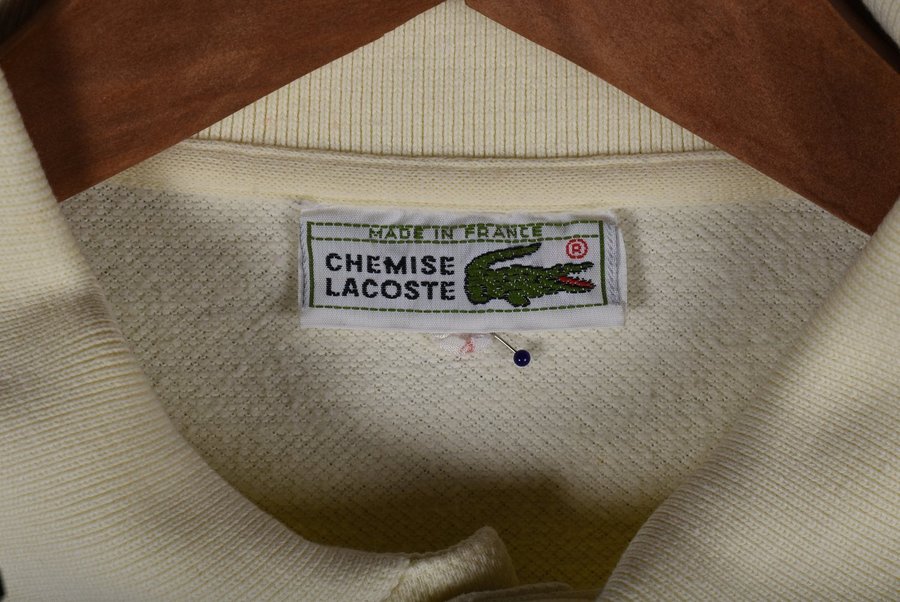 MADE IN FRANCE
CHEMISE
LACOSTE
®